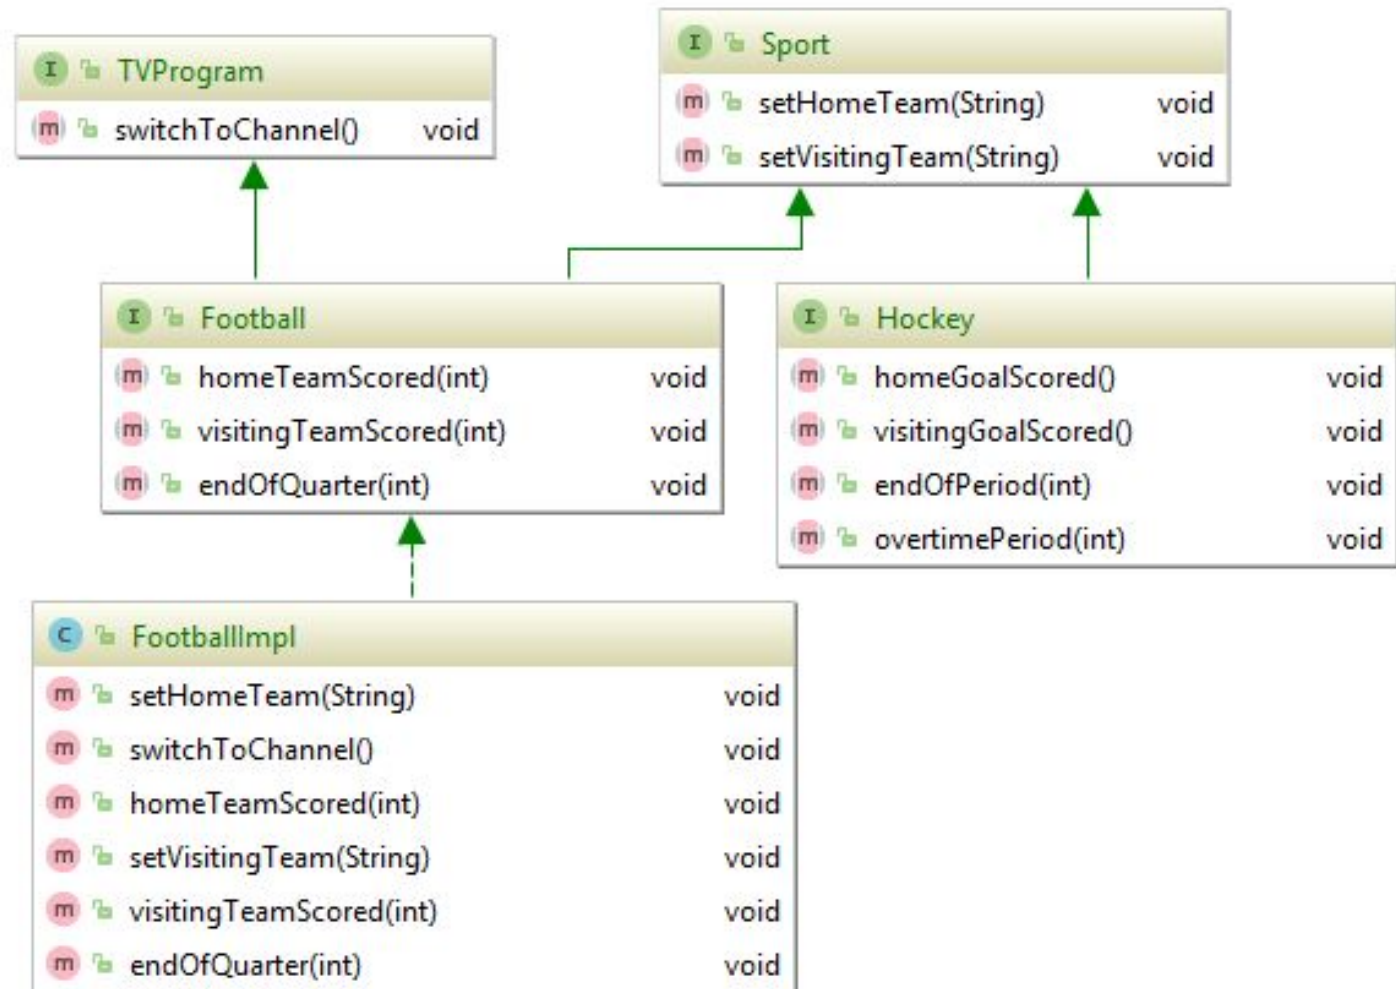 I TVProgram
m switchToChannel() void
I Sport
m setHomeTeam(String) void
m setVisitingTeam(String) void
I Football
m homeTeamScored(int) void
m visitingTeamScored(int) void
m endOfQuarter(int) void
I Hockey
m homeGoalScored() void
m visitingGoalScored() void
m endOfPeriod(int) void
m overtimePeriod(int) void
C FootballImpl
m setHomeTeam(String) void
m switchToChannel() void
m homeTeamScored(int) void
m setVisitingTeam(String) void
m visitingTeamScored(int) void
m endOfQuarter(int) void